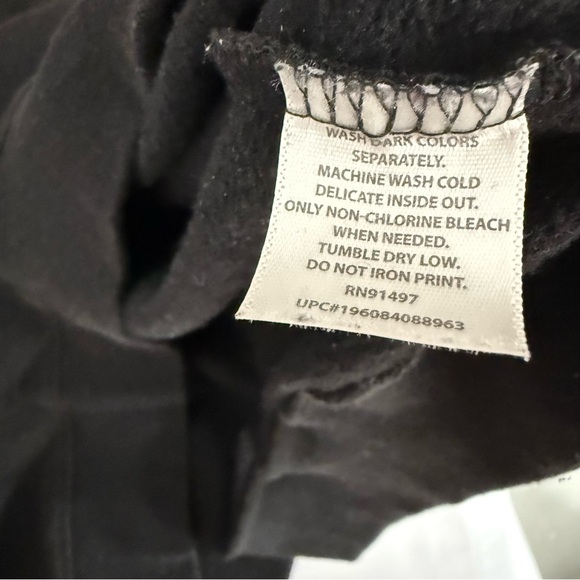 WASH DARK COLORS
SEPARATELY.
MACHINE WASH COLD
DELICATE INSIDE OUT.
ONLY NON-CHLORINE BLEACH
WHEN NEEDED.
TUMBLE DRY LOW.
DO NOT IRON PRINT.
RN91497
UPC#196084088963